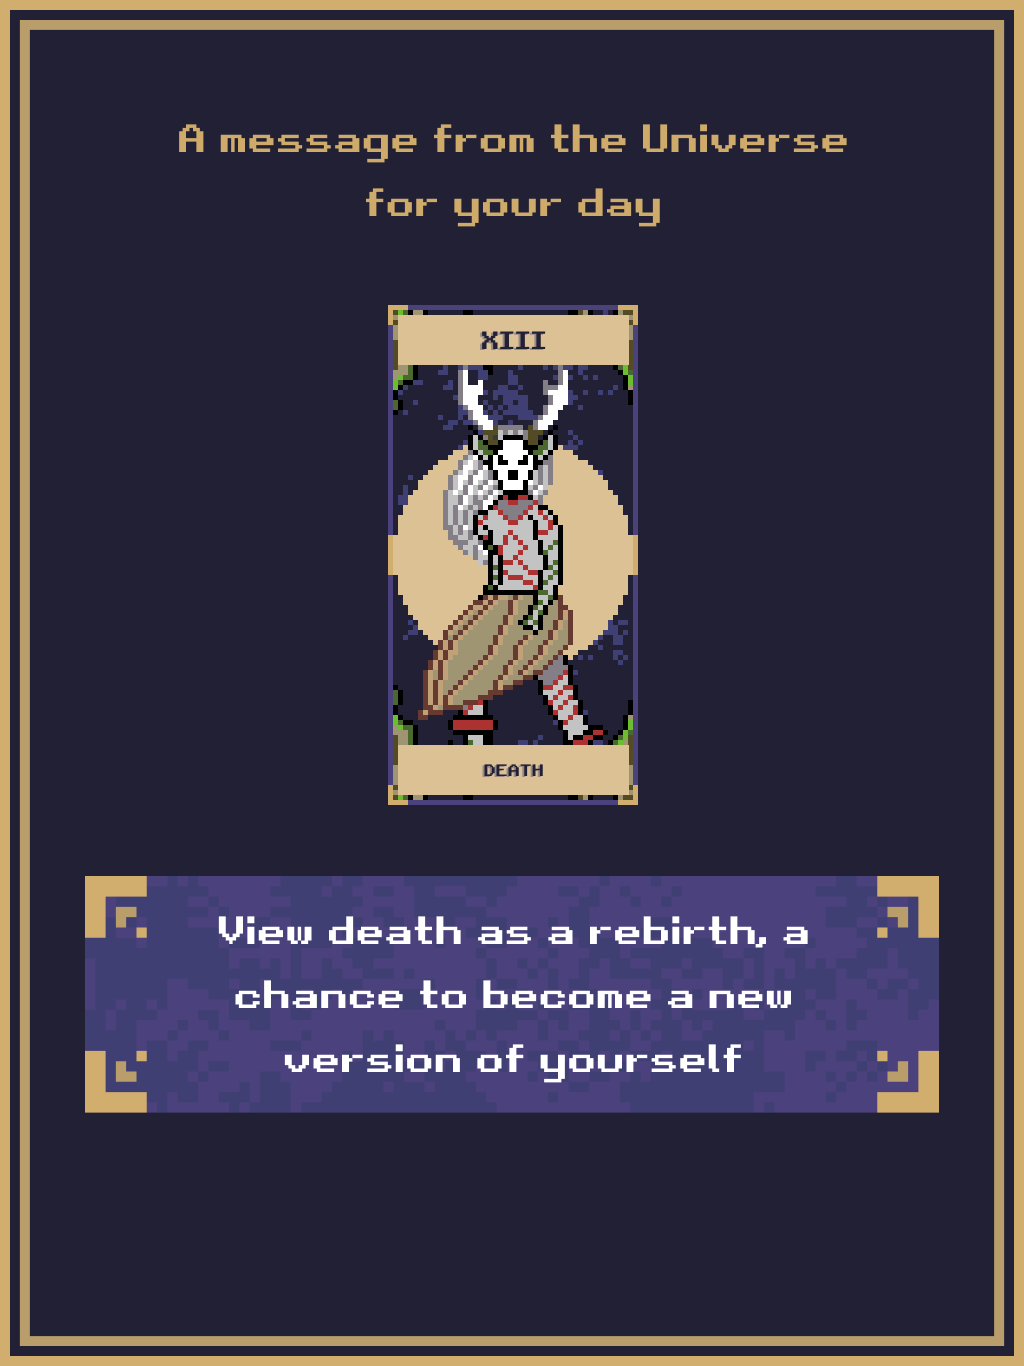 A message from the Universe
for your day
XIII
DEATH
View death as a rebirth, a
chance to become a new
version of yourself